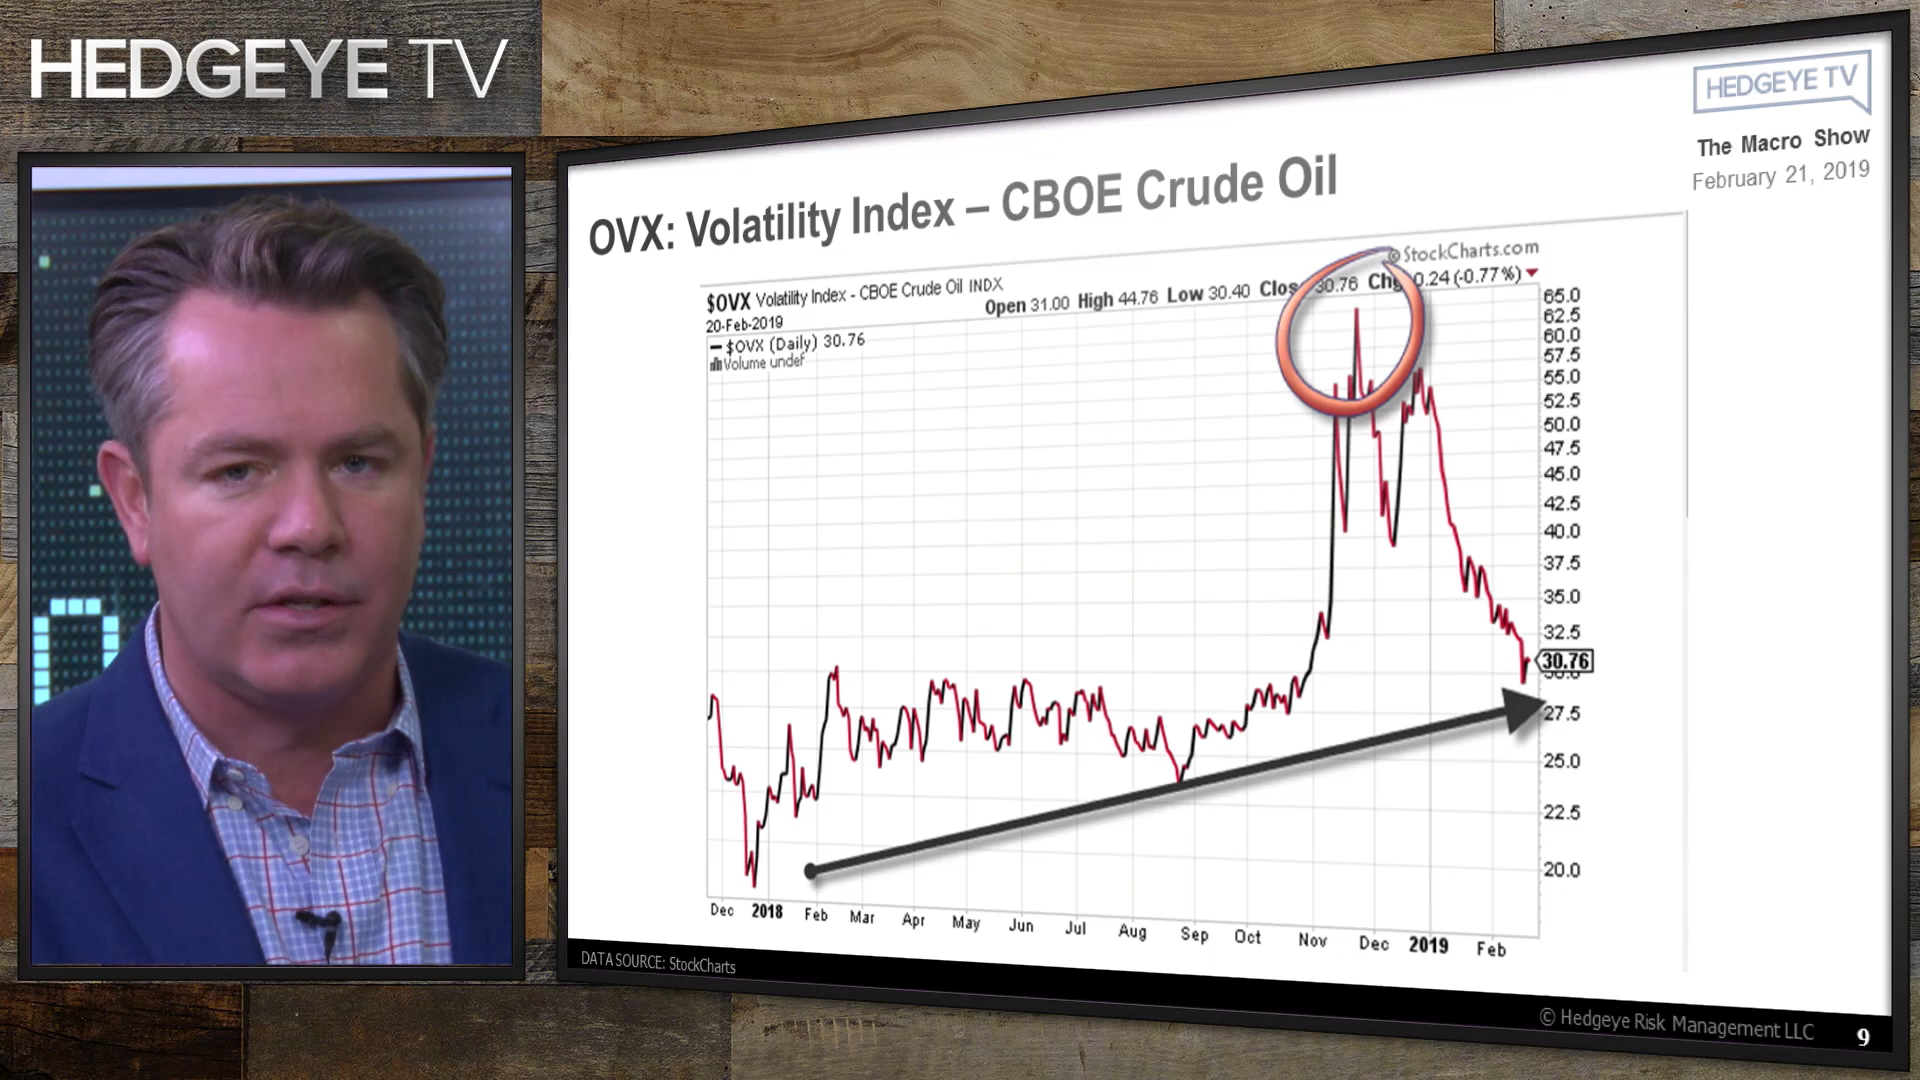 HEDGEYE TV
HEDGEYE TV
The Macro Show
February 21, 2019
OVX: Volatility Index – CBOE Crude Oil
© StockCharts.com
$OVX Volatility Index - CBOE Crude Oil INDX
20-Feb-2019
Open 31.00 High 44.76 Low 30.40 Close 30.76 Chg -0.24 (-0.77%)
$OVX (Daily) 30.76
Volume undef
65.0
62.5
60.0
57.5
55.0
52.5
50.0
47.5
45.0
42.5
40.0
37.5
35.0
32.5
30.76
30.0
27.5
25.0
22.5
20.0
Dec 2018 Feb Mar Apr May Jun Jul Aug Sep Oct Nov Dec 2019 Feb
DATA SOURCE: StockCharts
© Hedgeye Risk Management LLC
9